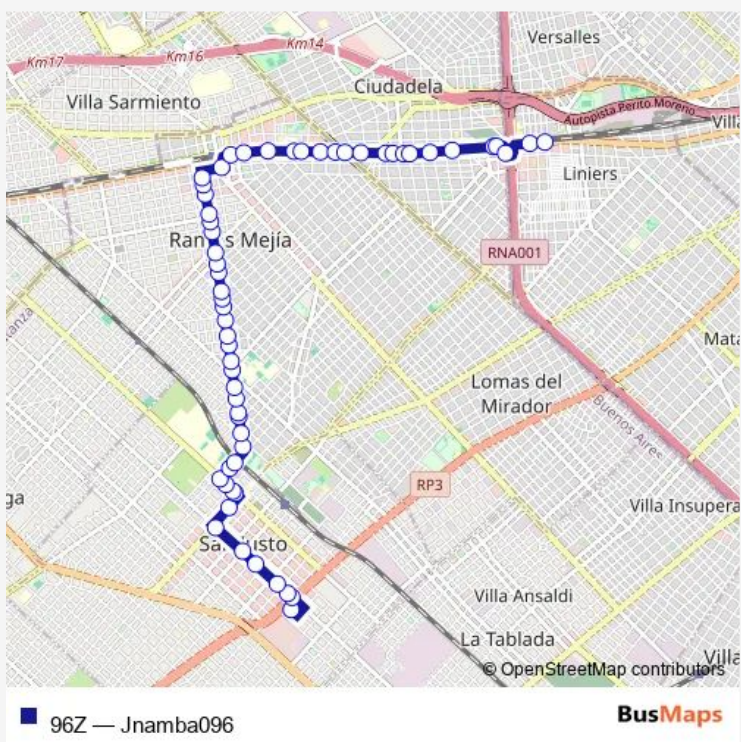 Versalles
Km14
Km16
Km17
Ciudadela
Villa Sarmiento
Autopista Perito Moreno
Villa
Liniers
Ramos Mejía
RNA001
Mata
Lomas del
Mirador
Buenos Aires
RP3
ga
Villa Insupera
San Justo
Villa Ansaldi
La Tablada
Villa
© OpenStreetMap contributors
96Z — Jnamba096
BusMaps